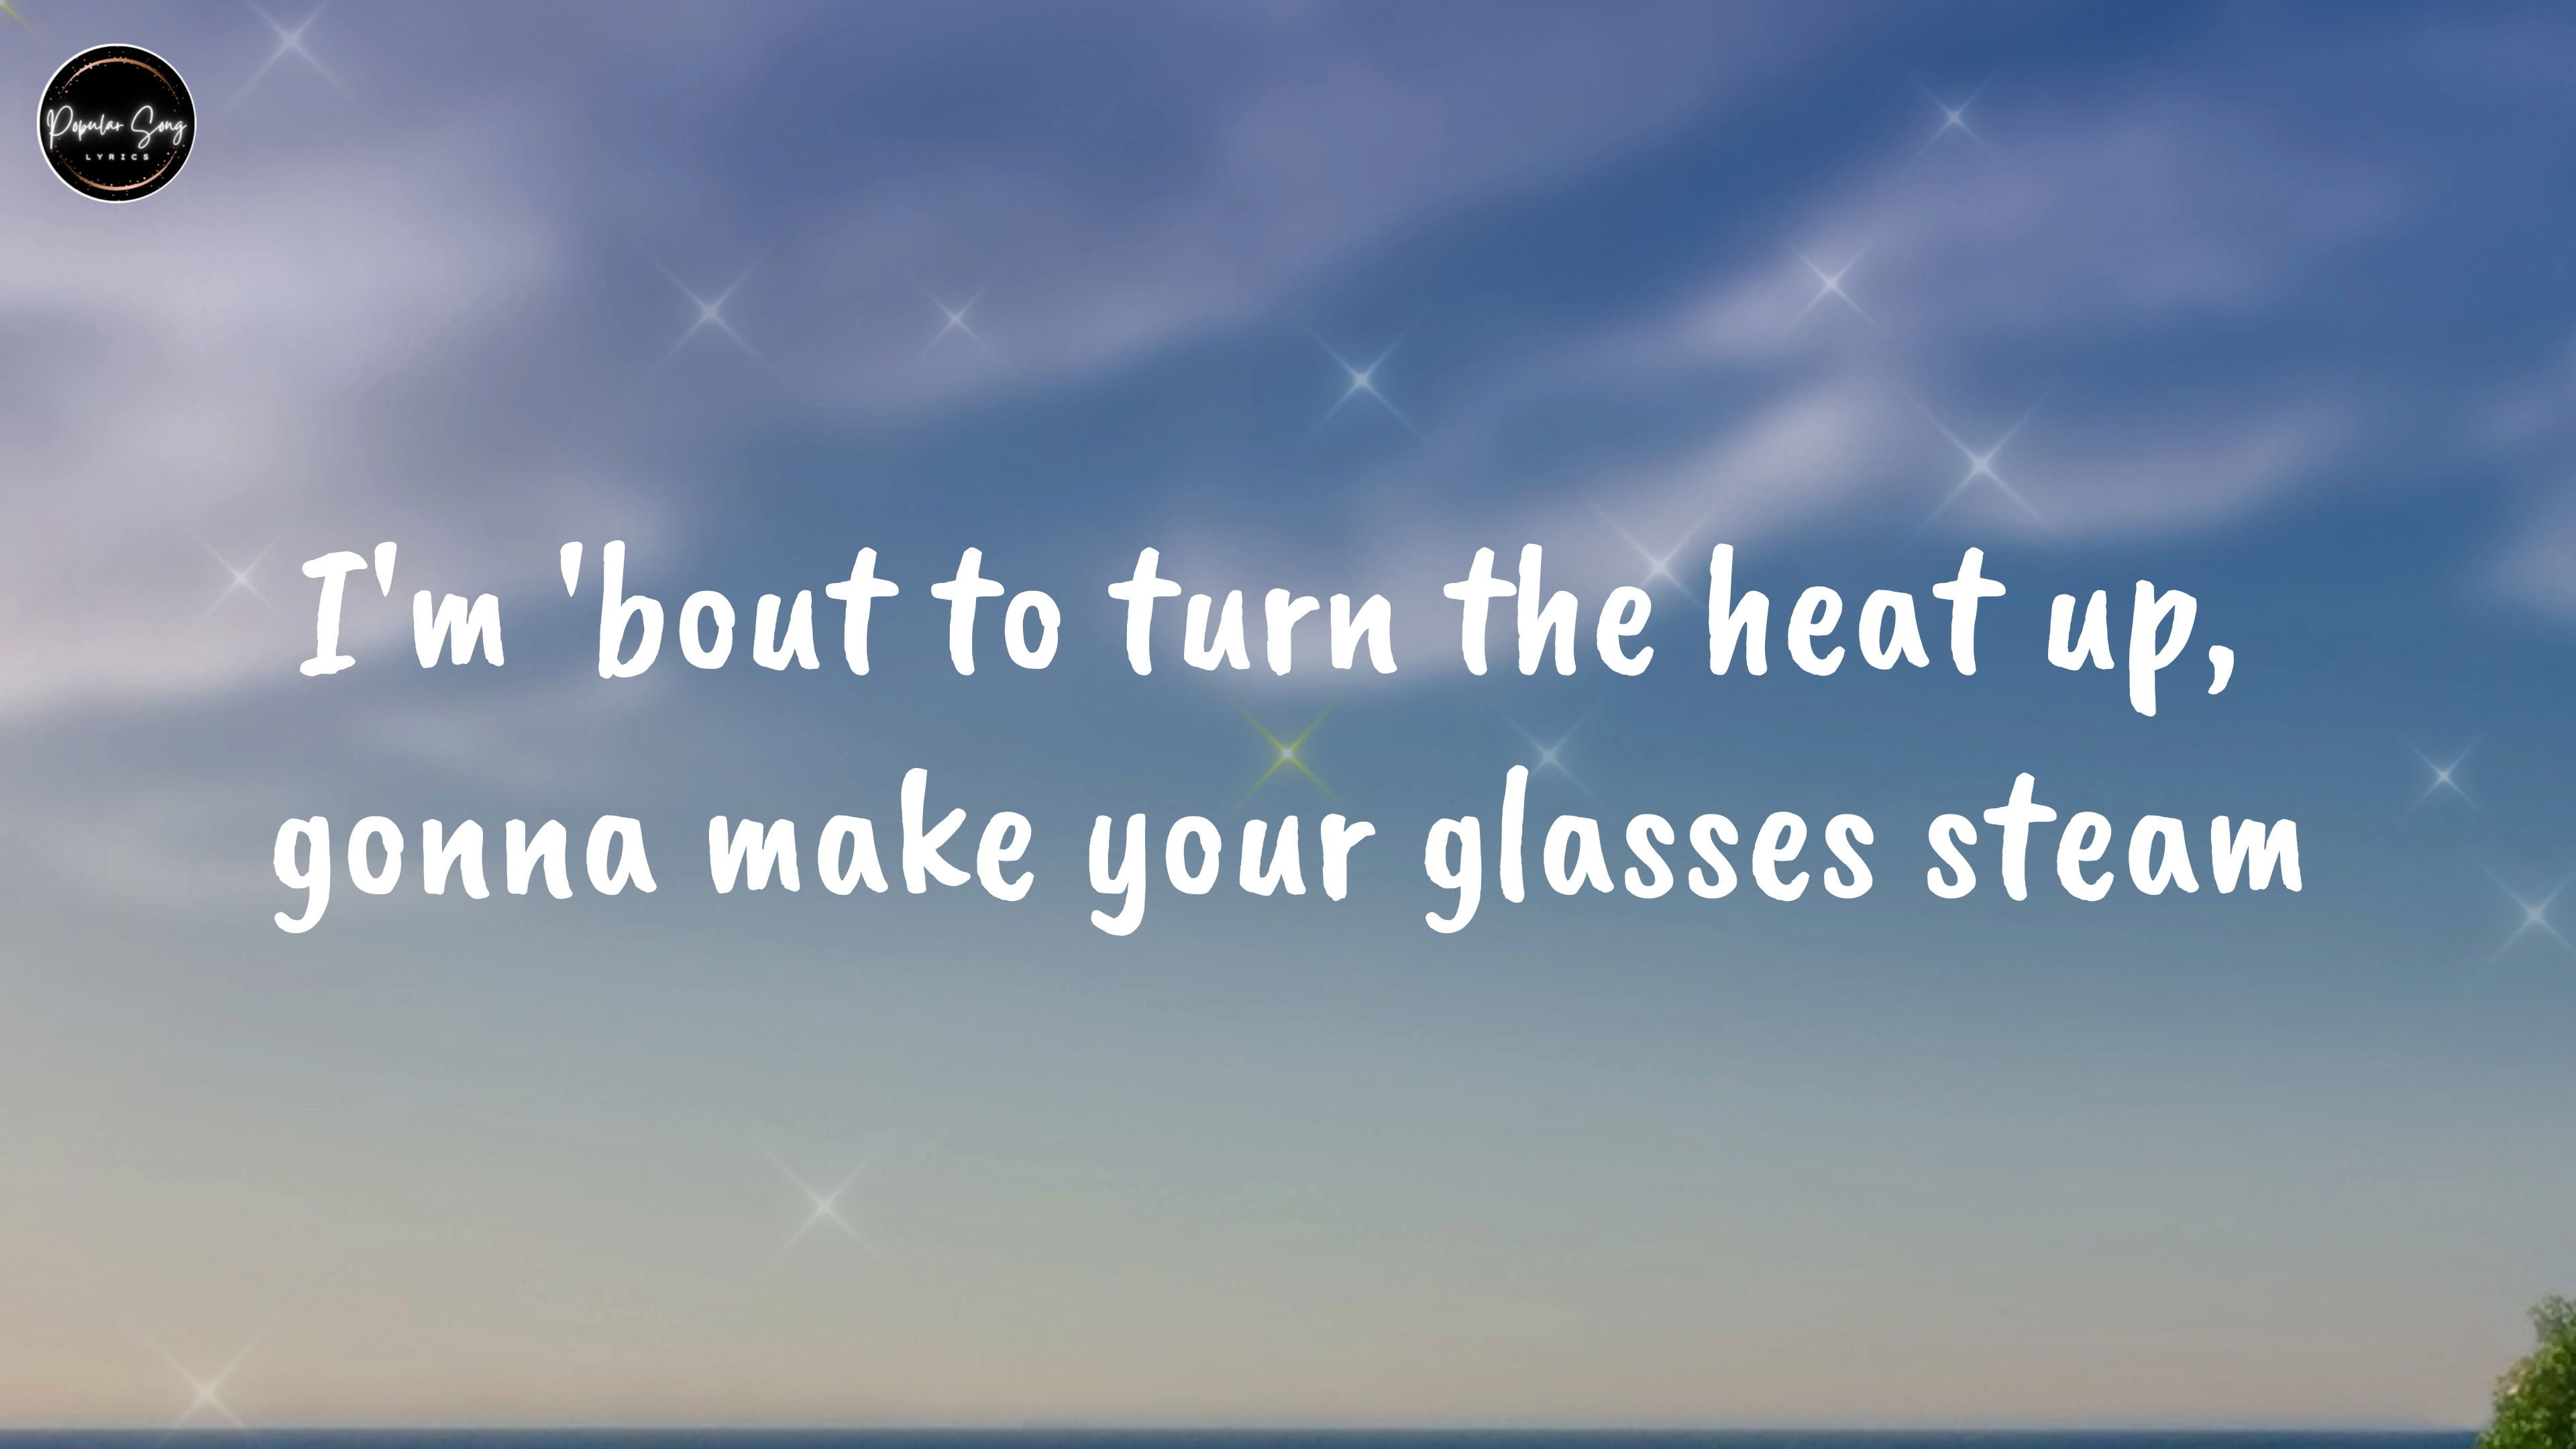 Popular Song
LYRICS
I'm 'bout to turn the heat up,
gonna make your glasses steam